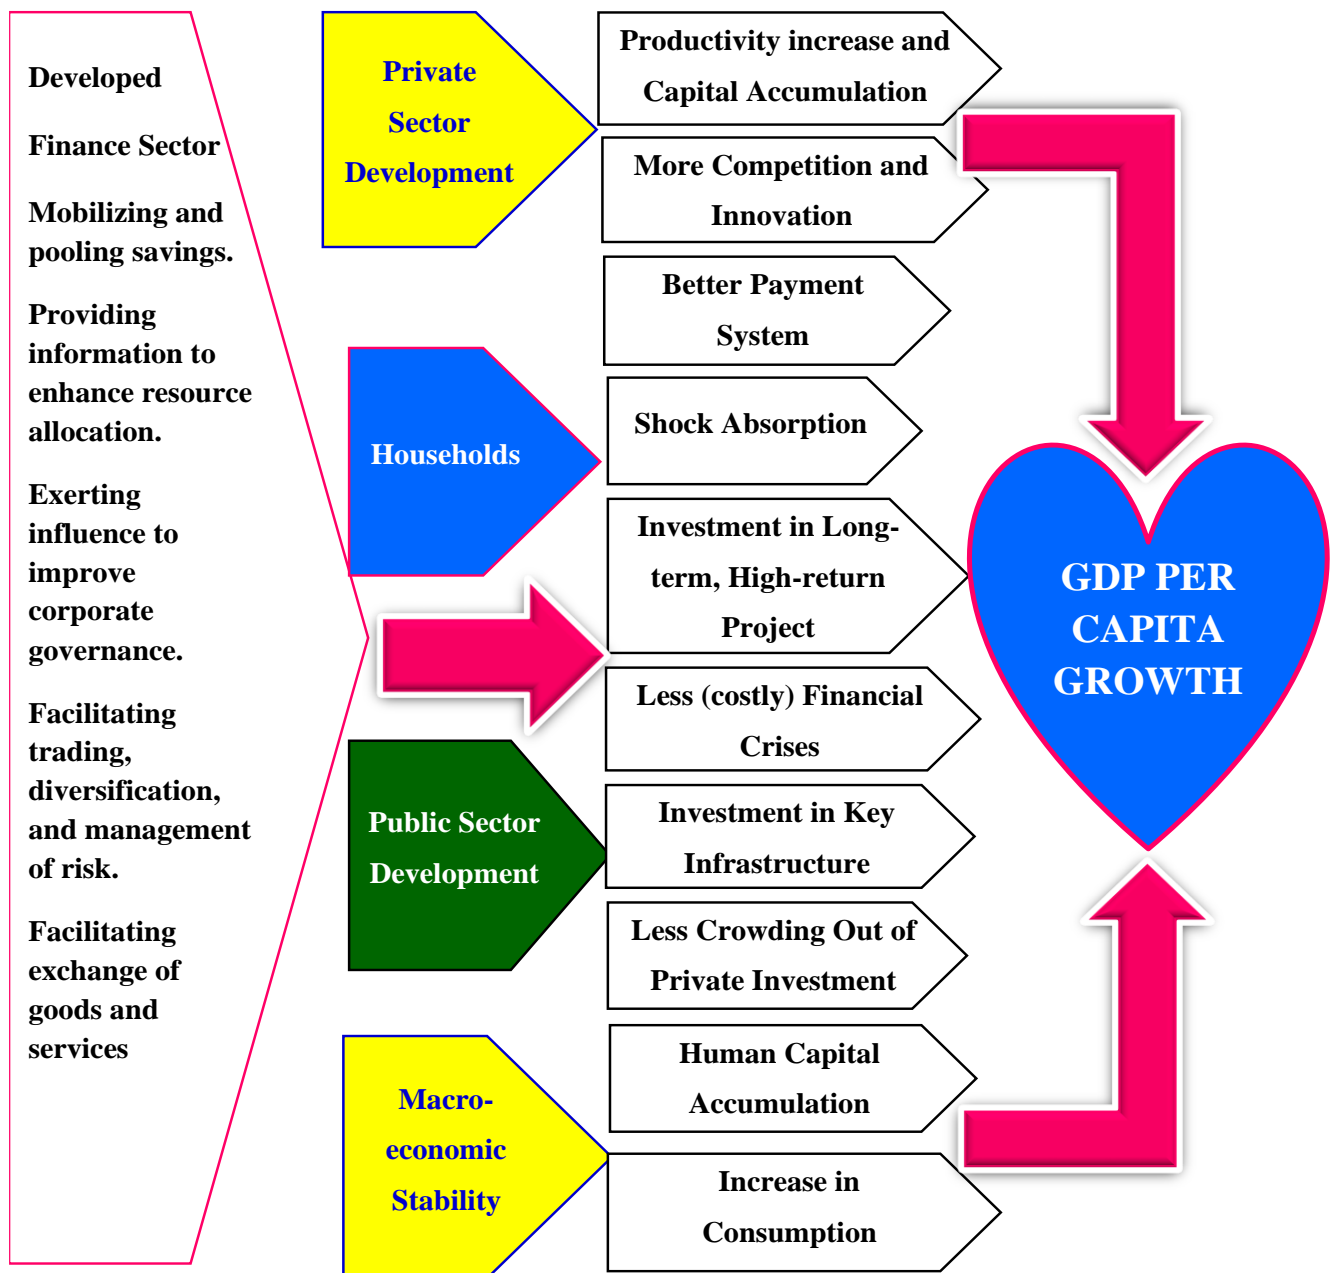 Developed
Finance Sector
Mobilizing and
pooling savings.
Providing
information to
enhance resource
allocation.
Exerting
influence to
improve
corporate
governance.
Facilitating
trading,
diversification,
and management
of risk.
Facilitating
exchange of
goods and
services
Private
Sector
Development
Households
Public Sector
Development
Macro-
economic
Stability
Productivity increase and
Capital Accumulation
More Competition and
Innovation
Better Payment
System
Shock Absorption
Investment in Long-
term, High-return
Project
Less (costly) Financial
Crises
Investment in Key
Infrastructure
Less Crowding Out of
Private Investment
Human Capital
Accumulation
Increase in
Consumption
GDP PER
CAPITA
GROWTH